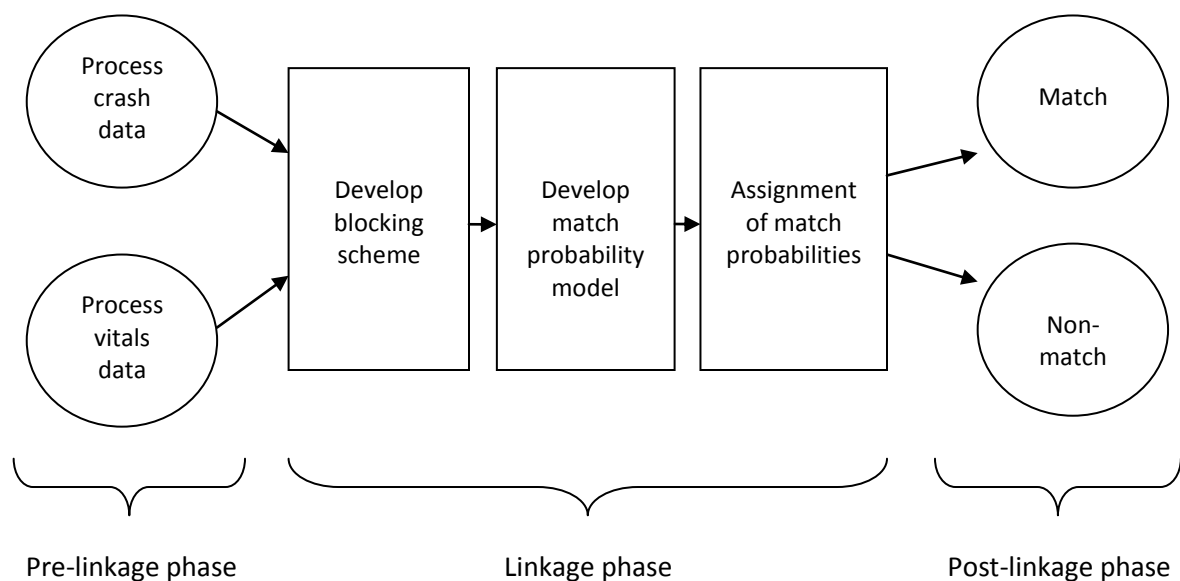 Process
crash
data
Process
vitals
data
Develop
blocking
scheme
Develop
match
probability
model
Assignment
of match
probabilities
Match
Non-
match
Pre-linkage phase
Linkage phase
Post-linkage phase